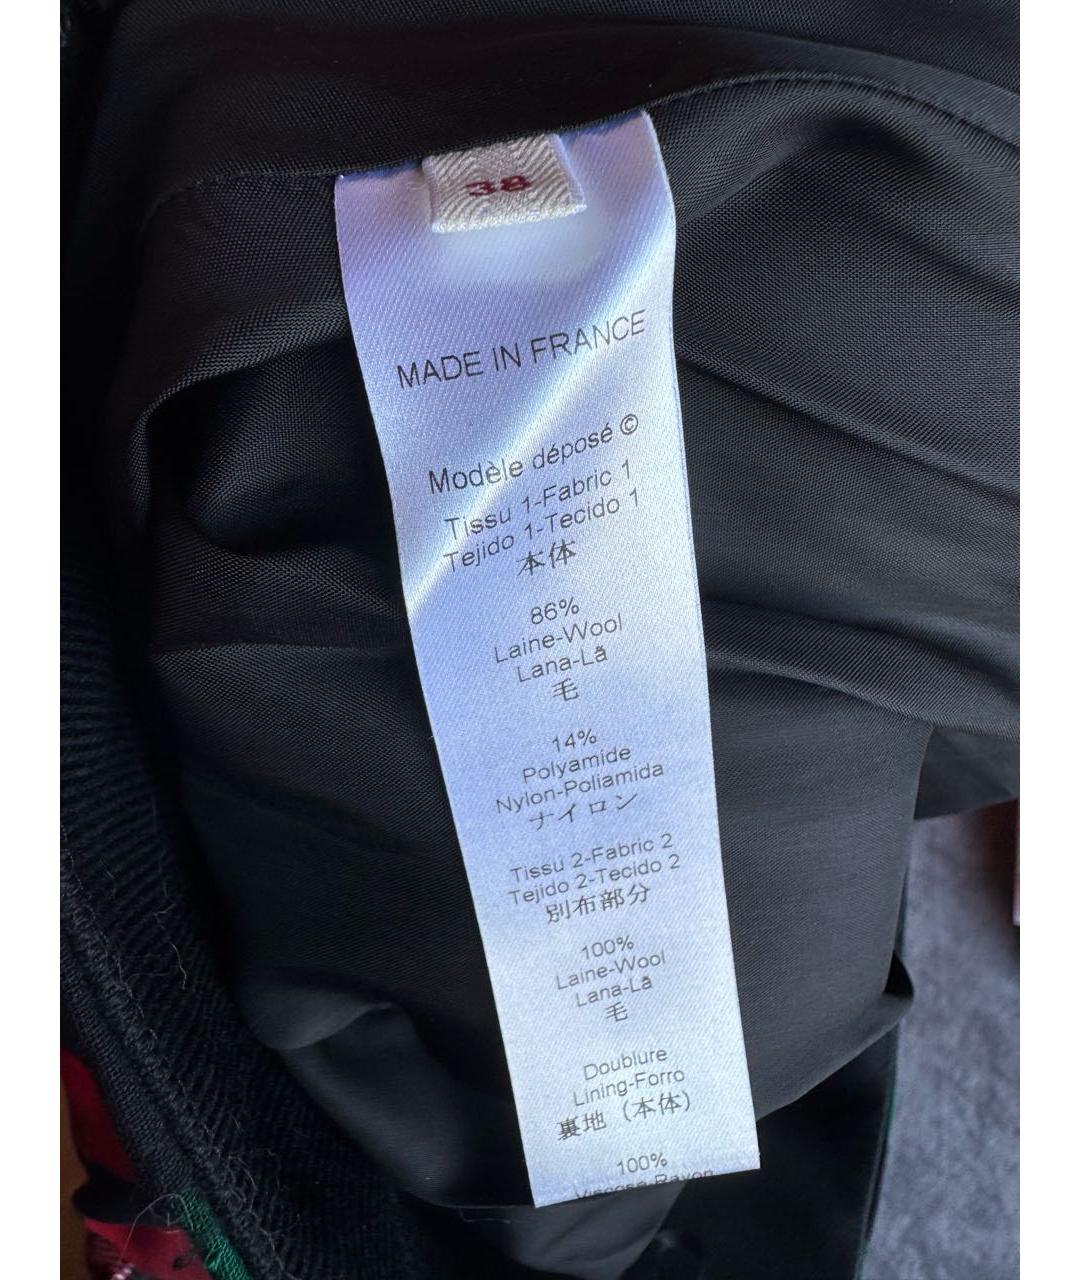 38
MADE IN FRANCE
Modèle déposé ©
Tissu 1-Fabric 1
Tejido 1-Tecido 1
本体
86%
Laine-Wool
Lana-Lã
毛
14%
Polyamide
Nylon-Poliamida
ナイロン
Tissu 2-Fabric 2
Tejido 2-Tecido 2
別布部分
100%
Laine-Wool
Lana-Lã
毛
Doublure
Lining-Forro
裏地 (本体)
100%
Viscose-Rayon